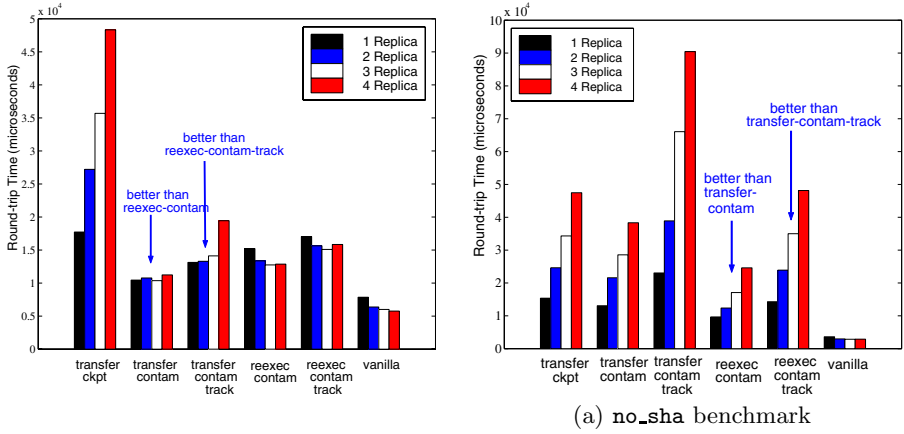 x 10⁴
5
4.5
4
3.5
3
2.5
2
1.5
1
0.5
0
Round-trip Time (microseconds)
1 Replica
2 Replica
3 Replica
4 Replica
better than
reexec-contam-track
better than
reexec-contam
transfer
ckpt
transfer
contam
transfer
contam
track
reexec
contam
reexec
contam
track
vanilla
x 10⁴
10
9
8
7
6
5
4
3
2
1
0
Round-trip Time (microseconds)
1 Replica
2 Replica
3 Replica
4 Replica
better than
transfer-contam-track
better than
transfer-
contam
transfer
ckpt
transfer
contam
transfer
contam
track
reexec
contam
reexec
contam
track
vanilla
(a) no_sha benchmark